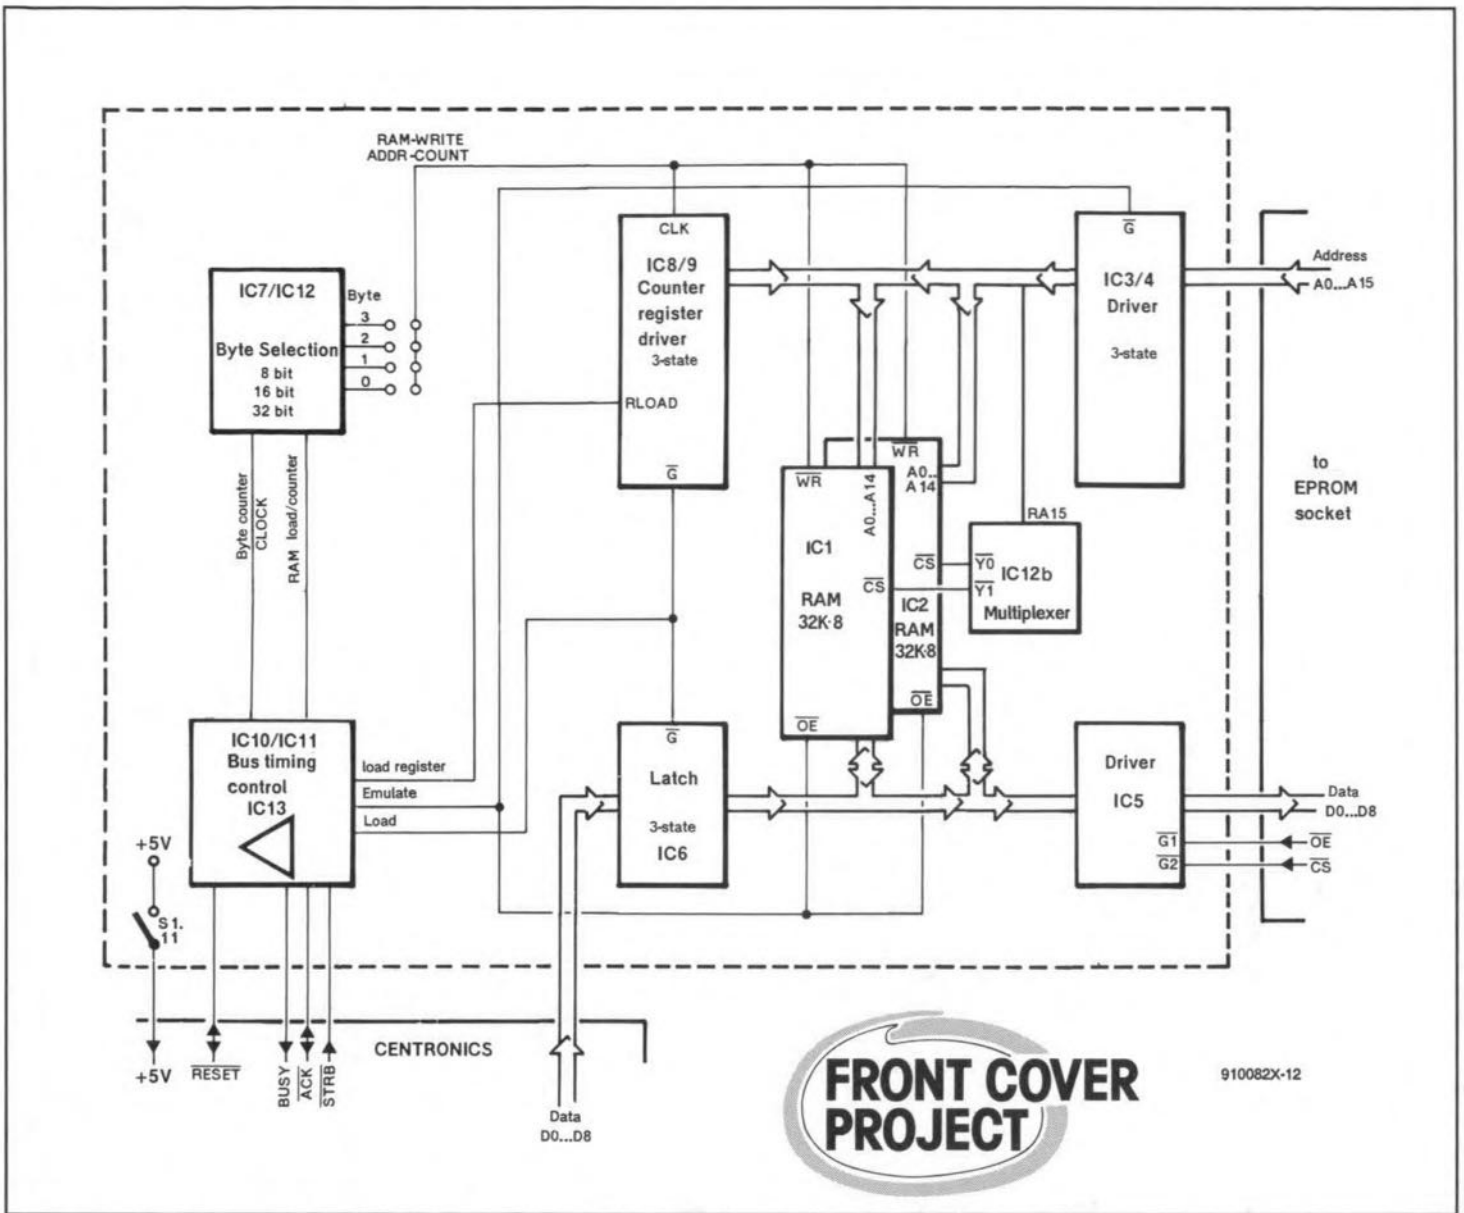 RAM-WRITE
ADDR-COUNT
IC7/IC12
Byte Selection
8 bit
16 bit
32 bit
Byte
3
2
1
0
CLK
IC8/9
Counter
register
driver
3-state
RLOAD
G
G
IC3/4
Driver
3-state
Address
A0...A15
to
EPROM
socket
Byte counter
CLOCK
RAM load/counter
WR
A0...A14
IC1
CS
RAM
32K·8
OE
WR
A0..
A14
CS
IC2
RAM
32K·8
OE
RA15
Y0
IC12b
Y1
Multiplexer
IC10/IC11
Bus timing
control
IC13
load register
Emulate
Load
G
Latch
3-state
IC6
Driver
IC5
G1
G2
Data
D0...D8
OE
CS
+5V
S1.
11
+5V
RESET
BUSY
ACK
STRB
CENTRONICS
Data
D0...D8
FRONT COVER
PROJECT
910082X-12